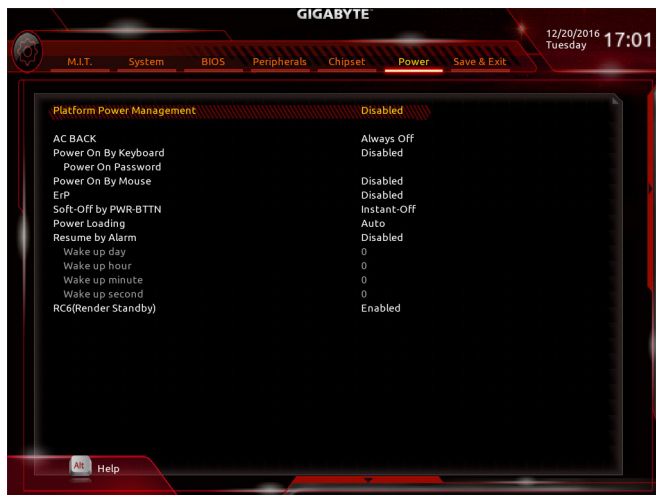 GIGABYTE™
12/20/2016 17:01
Tuesday
M.I.T. System BIOS Peripherals Chipset Power Save & Exit
Platform Power Management Disabled
AC BACK Always Off
Power On By Keyboard Disabled
Power On Password
Power On By Mouse Disabled
ErP Disabled
Soft-Off by PWR-BTTN Instant-Off
Power Loading Auto
Resume by Alarm Disabled
Wake up day 0
Wake up hour 0
Wake up minute 0
Wake up second 0
RC6(Render Standby) Enabled
Alt Help